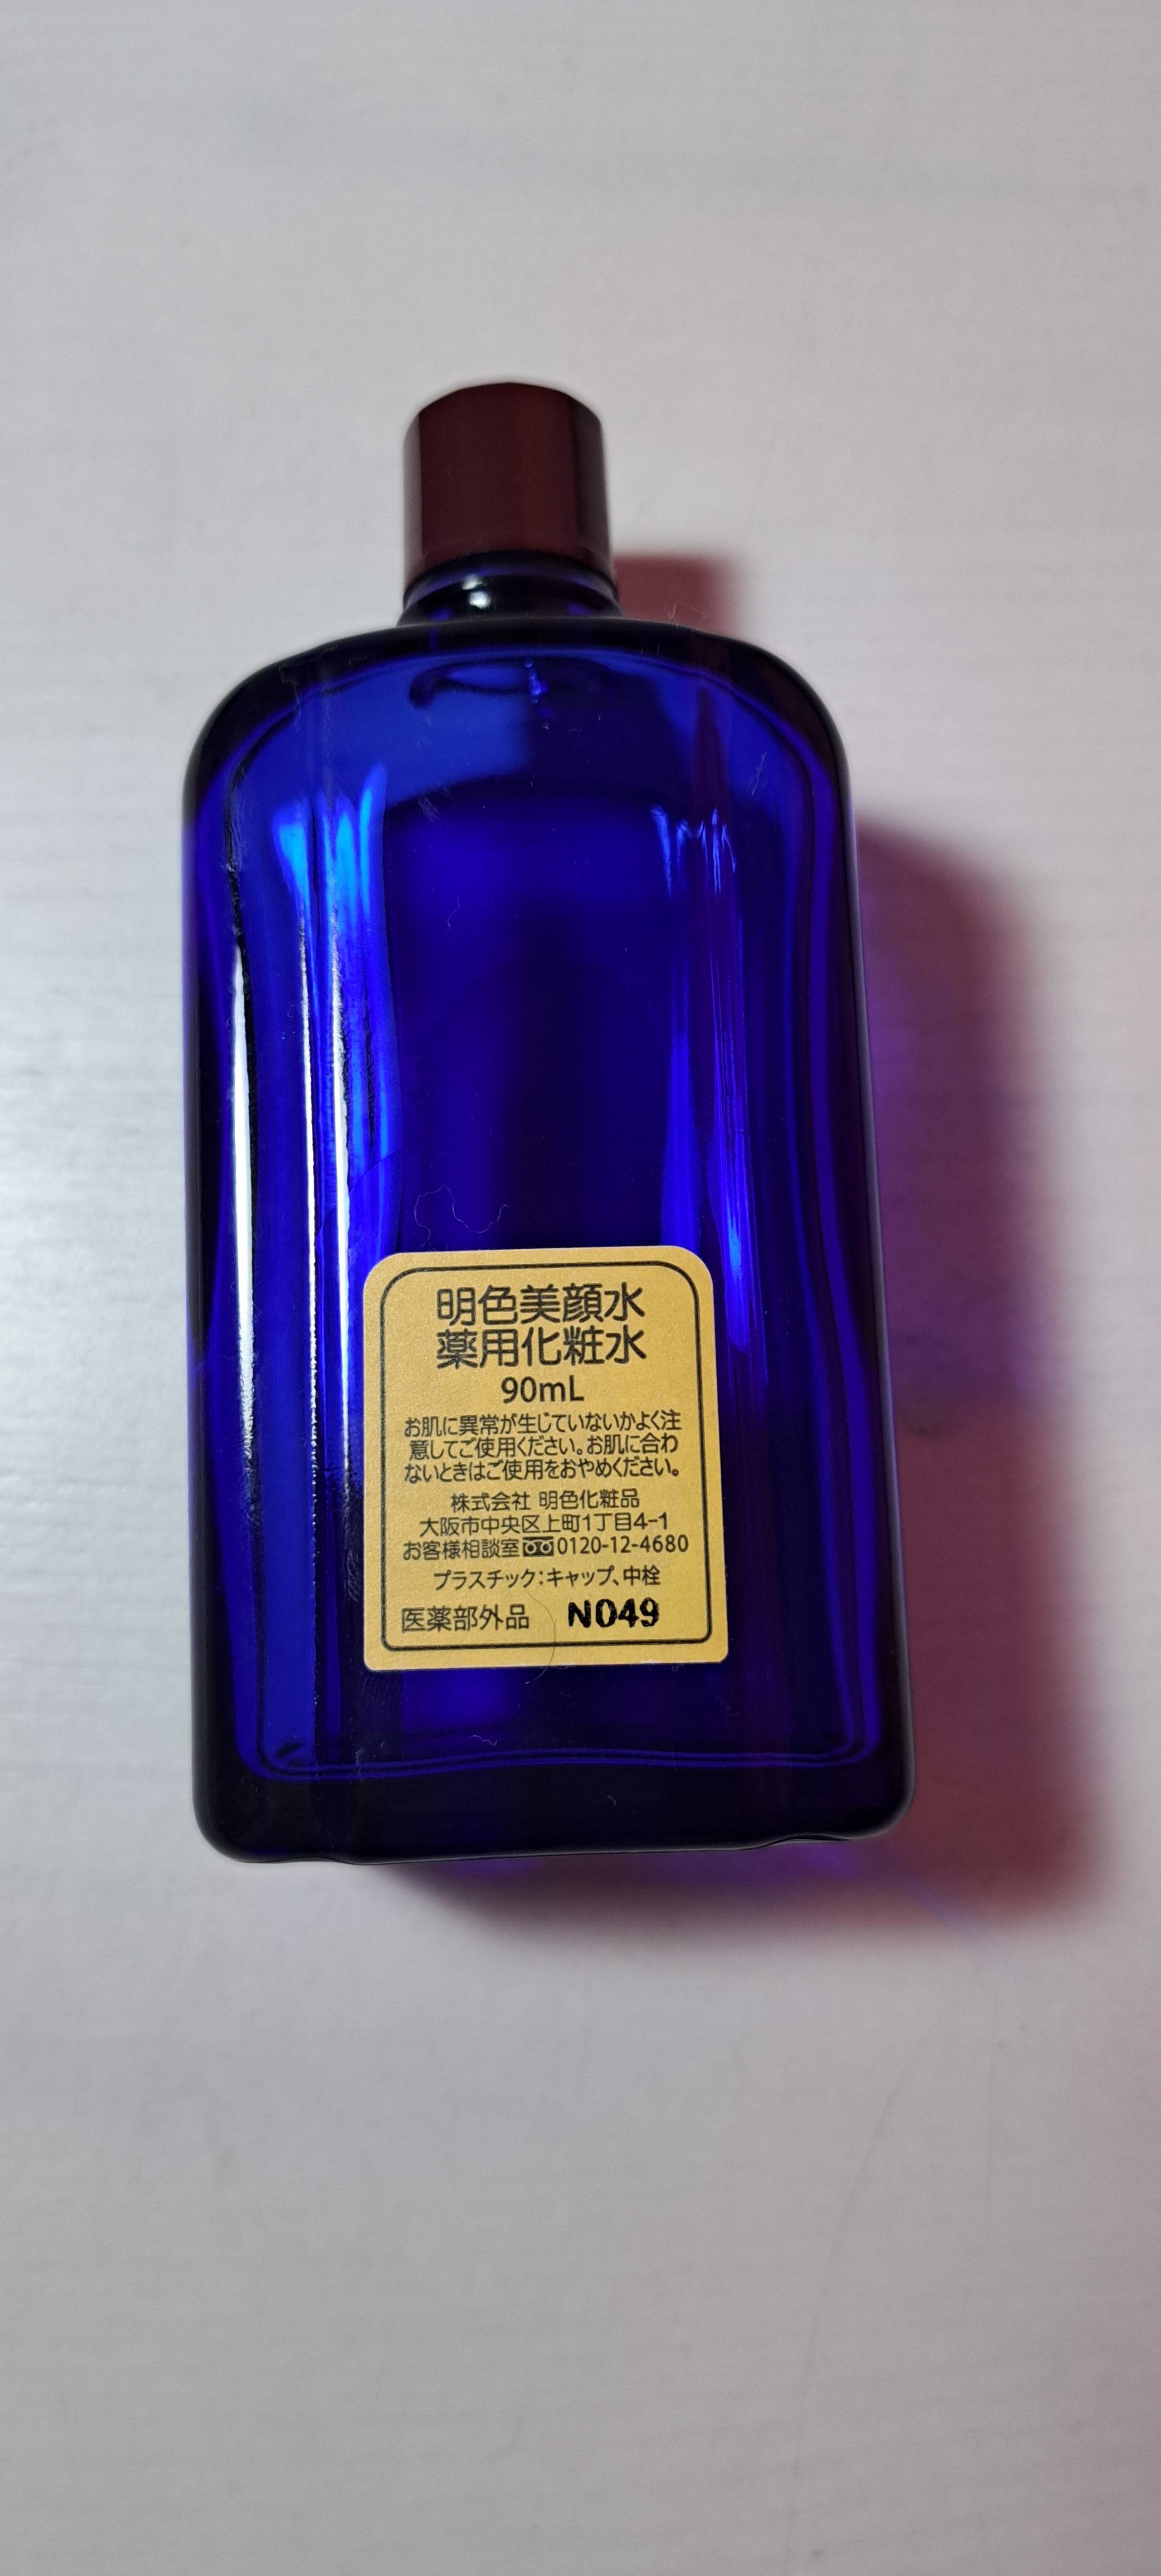 明色美顔水
薬用化粧水
90mL
お肌に異常が生じていないかよく注
意してご使用ください。お肌に合わ
ないときはご使用をおやめください。
株式会社 明色化粧品
大阪市中央区上町1丁目4-1
お客様相談室 0120-12-4680
プラスチック:キャップ、中栓
医薬部外品 N049